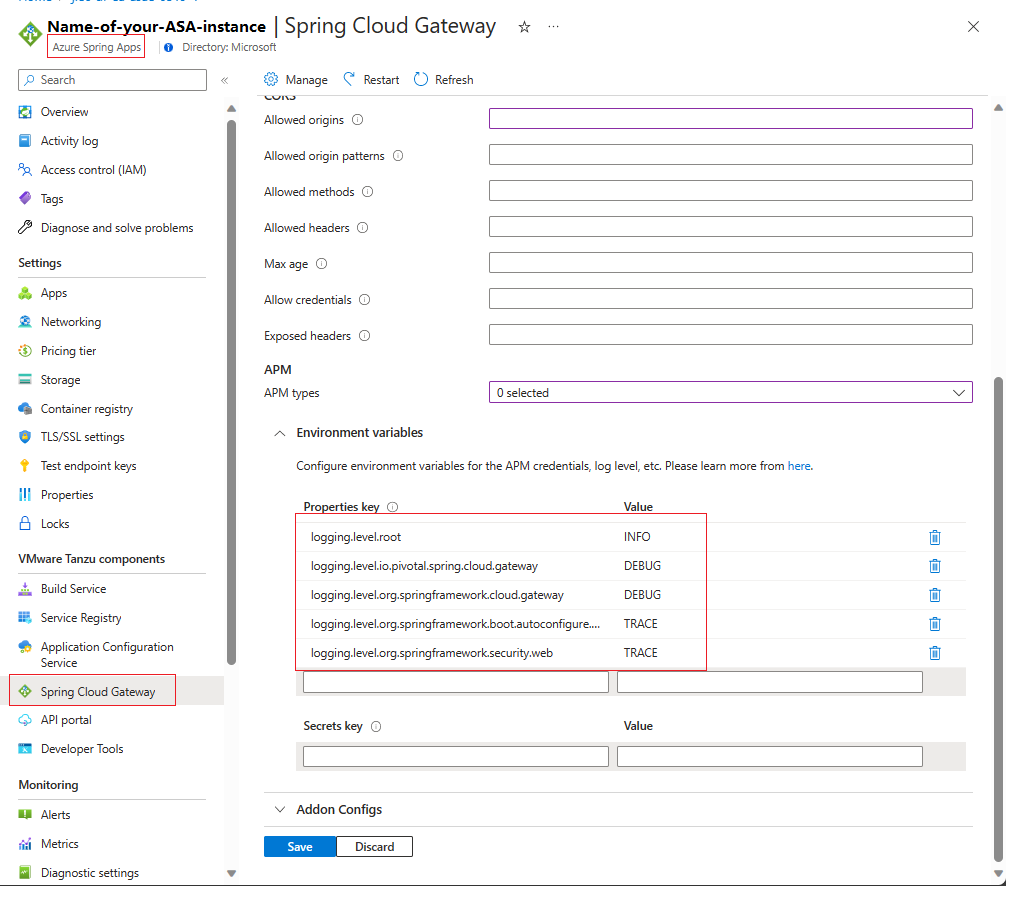 Name-of-your-ASA-instance | Spring Cloud Gateway
Azure Spring Apps
Directory: Microsoft
Search
Manage
Restart
Refresh
Overview
Activity log
Access control (IAM)
Tags
Diagnose and solve problems
Settings
Apps
Networking
Pricing tier
Storage
Container registry
TLS/SSL settings
Test endpoint keys
Properties
Locks
VMware Tanzu components
Build Service
Service Registry
Application Configuration
Service
Spring Cloud Gateway
API portal
Developer Tools
Monitoring
Alerts
Metrics
Diagnostic settings
CORS
Allowed origins
Allowed origin patterns
Allowed methods
Allowed headers
Max age
Allow credentials
Exposed headers
APM
APM types
0 selected
Environment variables
Configure environment variables for the APM credentials, log level, etc. Please learn more from here.
Properties key Value
logging.level.root INFO
logging.level.io.pivotal.spring.cloud.gateway DEBUG
logging.level.org.springframework.cloud.gateway DEBUG
logging.level.org.springframework.boot.autoconfigure.... TRACE
logging.level.org.springframework.security.web TRACE
Secrets key Value
Addon Configs
Save
Discard